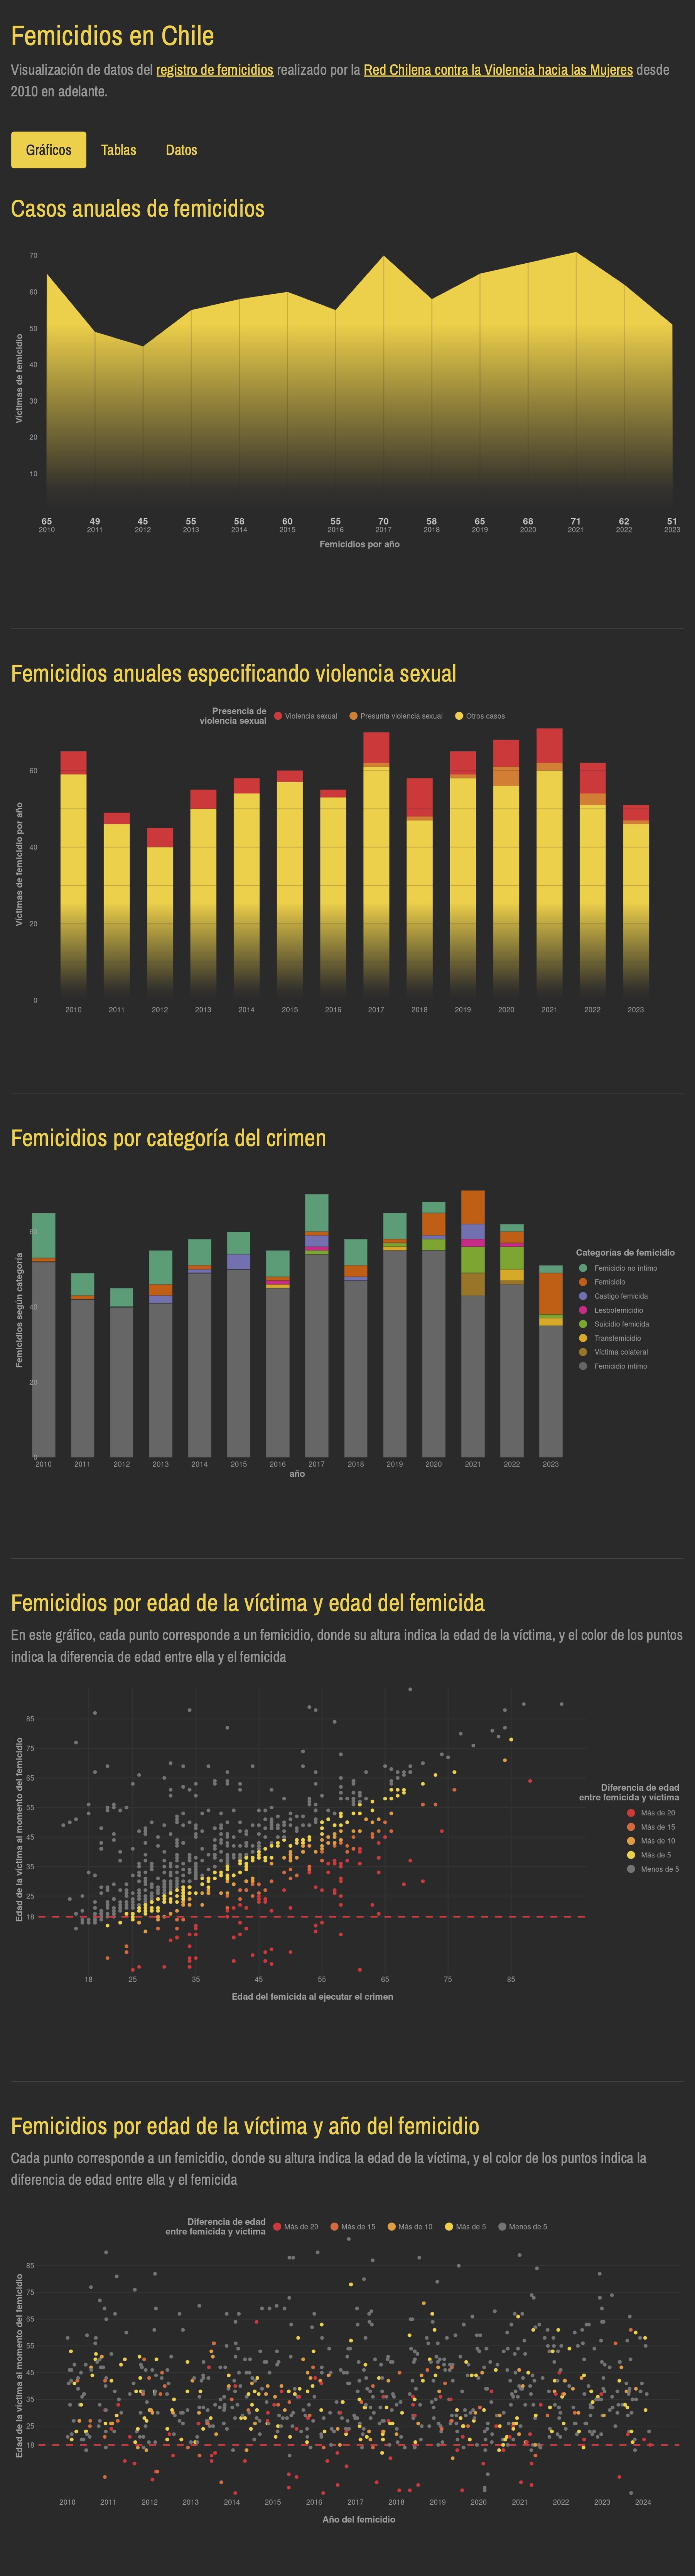 Femicidios en Chile
Visualización de datos del registro de femicidios realizado por la Red Chilena contra la Violencia hacia las Mujeres desde
2010 en adelante.
Gráficos Tablas Datos
Casos anuales de femicidios
Víctimas de femicidio
70
60
50
40
30
20
10
65 49 45 55 58 60 55 70 58 65 68 71 62 51
2010 2011 2012 2013 2014 2015 2016 2017 2018 2019 2020 2021 2022 2023
Femicidios por año
Femicidios anuales especificando violencia sexual
Presencia de
violencia sexual
Violencia sexual Presunta violencia sexual Otros casos
Víctimas de femicidio por año
60
40
20
0
2010 2011 2012 2013 2014 2015 2016 2017 2018 2019 2020 2021 2022 2023
Femicidios por categoría del crimen
Femicidios según categoría
60
40
20
0
2010 2011 2012 2013 2014 2015 2016 2017 2018 2019 2020 2021 2022 2023
año
Categorías de femicidio
Femicidio no íntimo
Femicidio
Castigo femicida
Lesbofemicidio
Suicidio femicida
Transfemicidio
Víctima colateral
Femicidio íntimo
Femicidios por edad de la víctima y edad del femicida
En este gráfico, cada punto corresponde a un femicidio, donde su altura indica la edad de la víctima, y el color de los puntos
indica la diferencia de edad entre ella y el femicida
Edad de la víctima al momento del femicidio
85
75
65
55
45
35
25
18
18 25 35 45 55 65 75 85
Edad del femicida al ejecutar el crimen
Diferencia de edad
entre femicida y víctima
Más de 20
Más de 15
Más de 10
Más de 5
Menos de 5
Femicidios por edad de la víctima y año del femicidio
Cada punto corresponde a un femicidio, donde su altura indica la edad de la víctima, y el color de los puntos indica la
diferencia de edad entre ella y el femicida
Diferencia de edad
entre femicida y víctima
Más de 20 Más de 15 Más de 10 Más de 5 Menos de 5
Edad de la víctima al momento del femicidio
85
75
65
55
45
35
25
18
2010 2011 2012 2013 2014 2015 2016 2017 2018 2019 2020 2021 2022 2023 2024
Año del femicidio